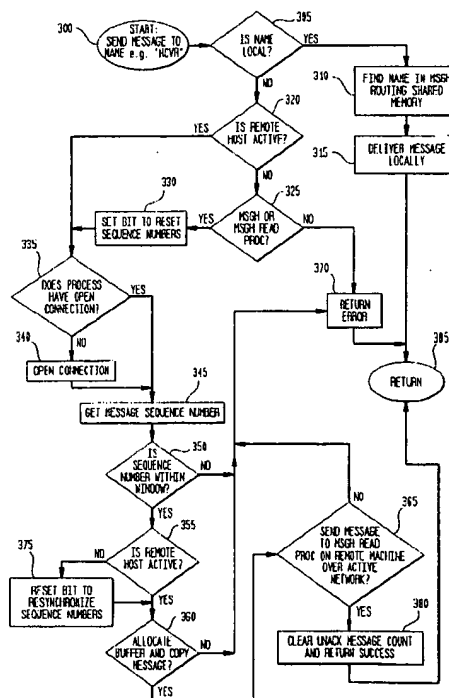 300
START:
SEND MESSAGE TO
NAME e.g. "RCVR"
305
IS NAME
LOCAL?
YES
NO
310
FIND NAME IN MSGH
ROUTING SHARED
MEMORY
315
DELIVER MESSAGE
LOCALLY
320
IS REMOTE
HOST ACTIVE?
YES
NO
325
MSGH OR
MSGH READ
PROC?
YES
NO
330
SET BIT TO RESET
SEQUENCE NUMBERS
335
DOES PROCESS
HAVE OPEN
CONNECTION?
YES
NO
340
OPEN CONNECTION
345
GET MESSAGE SEQUENCE NUMBER
350
IS
SEQUENCE
NUMBER WITHIN
WINDOW?
NO
YES
355
IS REMOTE
HOST ACTIVE?
NO
YES
375
RESET BIT TO
RESYNCHRONIZE
SEQUENCE NUMBERS
360
ALLOCATE
BUFFER AND COPY
MESSAGE?
NO
YES
370
RETURN
ERROR
385
RETURN
NO
365
SEND MESSAGE
TO MSGH READ
PROC ON REMOTE MACHINE
OVER ACTIVE
NETWORK?
YES
380
CLEAR UNACK MESSAGE COUNT
AND RETURN SUCCESS